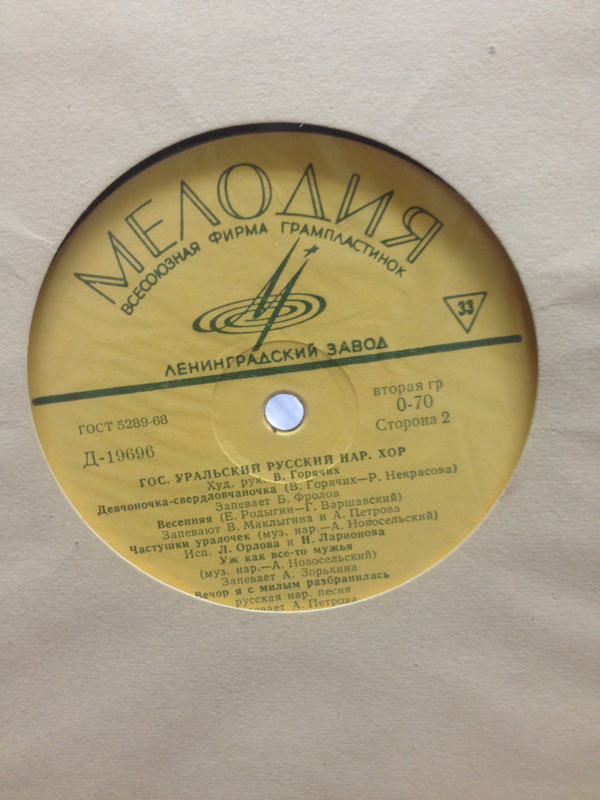 МЕЛОДИЯ
ВСЕСОЮЗНАЯ ФИРМА ГРАМПЛАСТИНОК
33
ЛЕНИНГРАДСКИЙ ЗАВОД
ГОСТ 5289-68
вторая гр
0-70
Д-19696
Сторона 2
ГОС. УРАЛЬСКИЙ РУССКИЙ НАР. ХОР
Худ. рук. В. Горячих
Девчоночка-свердловчаночка (В. Горячих—Р. Некрасова)
Запевает Б. Фролов
Весенняя (Е. Родыгин—Г. Варшавский)
Запевают В. Маклыгина и А. Петрова
Частушки уралочек (муз. нар.—А. Новосельский)
Исп. Л. Орлова и Н. Ларионова
Уж как все-то мужья
(муз. нар.—А. Новосельский)
Запевает А. Зорькина
Вечор я с милым разбранилась
русская нар. песня
А. Петрова